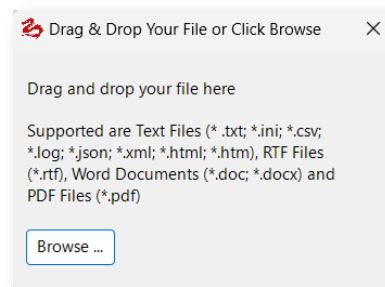 Drag & Drop Your File or Click Browse
Drag and drop your file here
Supported are Text Files (* .txt; *.ini; *.csv;
*.log; *.json; *.xml; *.html; *.htm), RTF Files
(*.rtf), Word Documents (*.doc; *.docx) and
PDF Files (*.pdf)
Browse ...